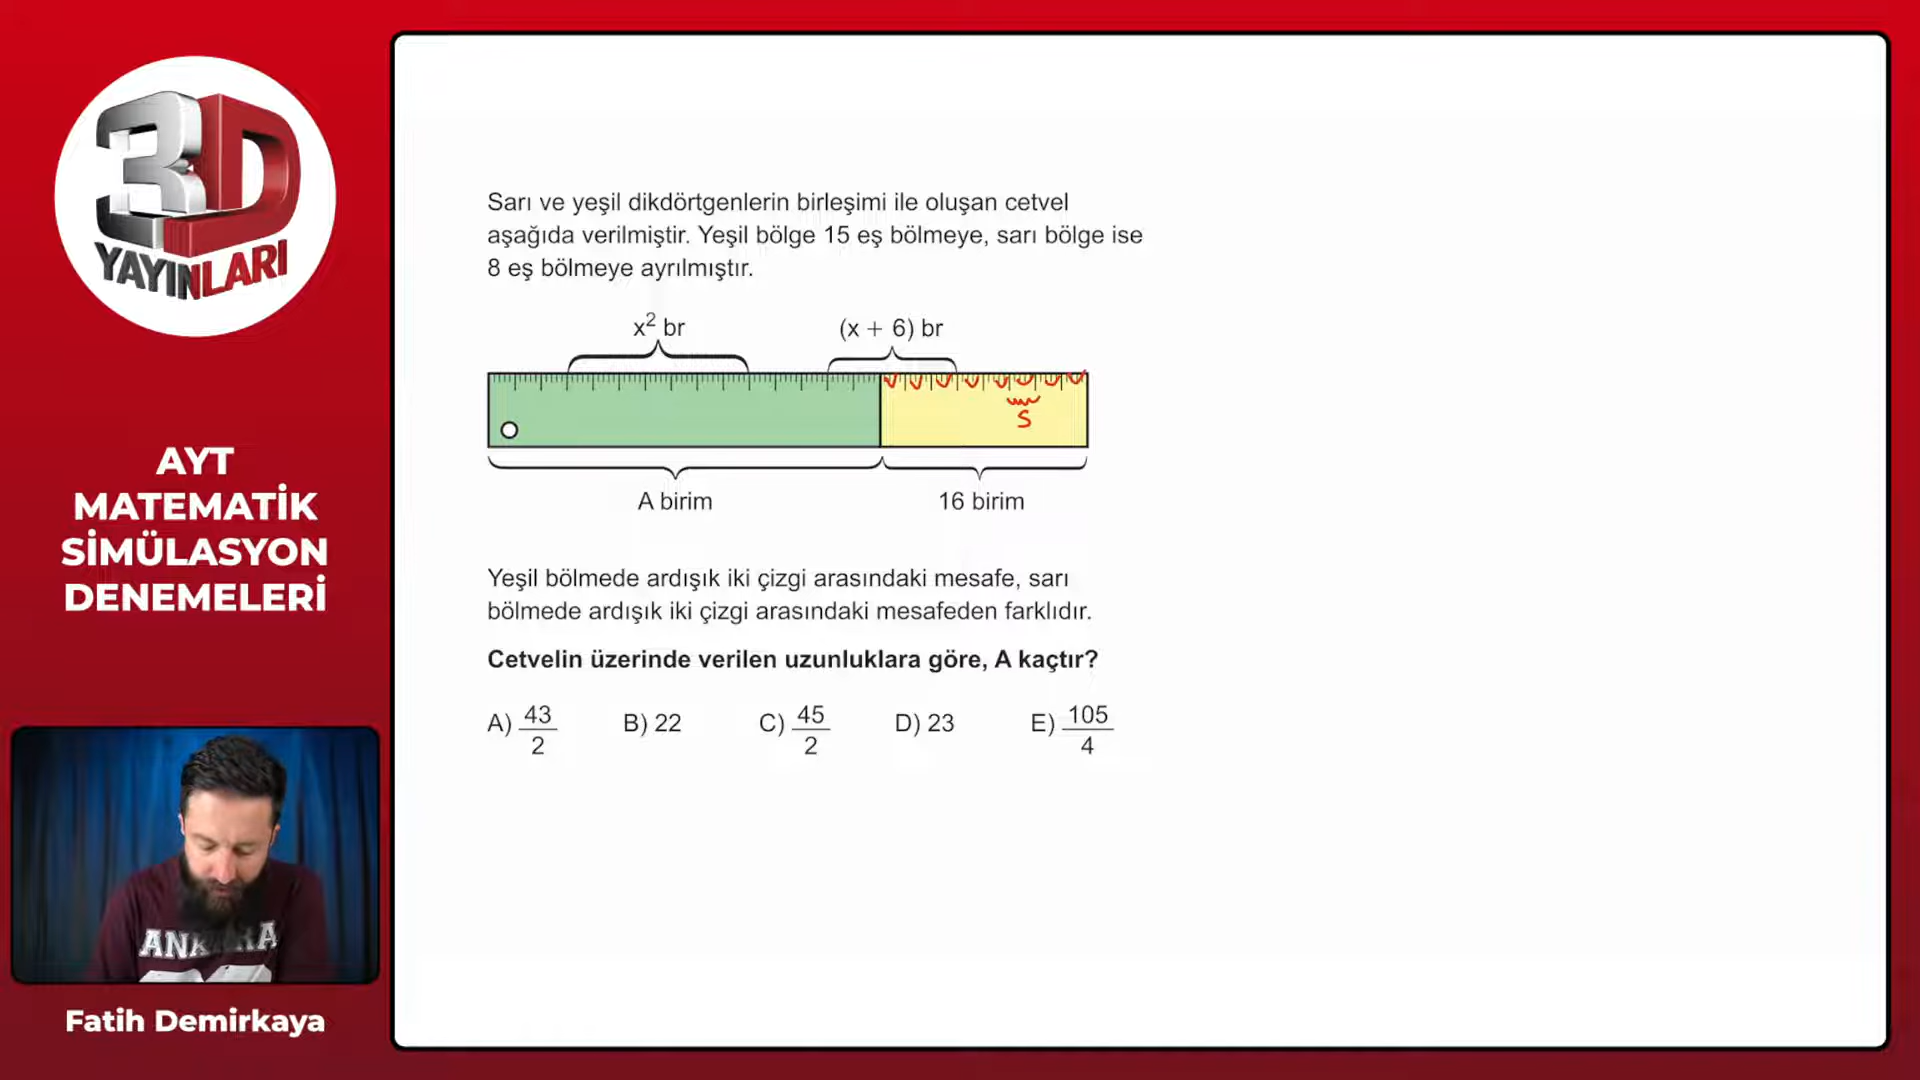 3D
YAYINLARI
AYT
MATEMATİK
SİMÜLASYON
DENEMELERİ
Fatih Demirkaya
Sarı ve yeşil dikdörtgenlerin birleşimi ile oluşan cetvel
aşağıda verilmiştir. Yeşil bölge 15 eş bölmeye, sarı bölge ise
8 eş bölmeye ayrılmıştır.
x² br (x + 6) br
S
A birim 16 birim
Yeşil bölmede ardışık iki çizgi arasındaki mesafe, sarı
bölmede ardışık iki çizgi arasındaki mesafeden farklıdır.
Cetvelin üzerinde verilen uzunluklara göre, A kaçtır?
A) 43/2 B) 22 C) 45/2 D) 23 E) 105/4